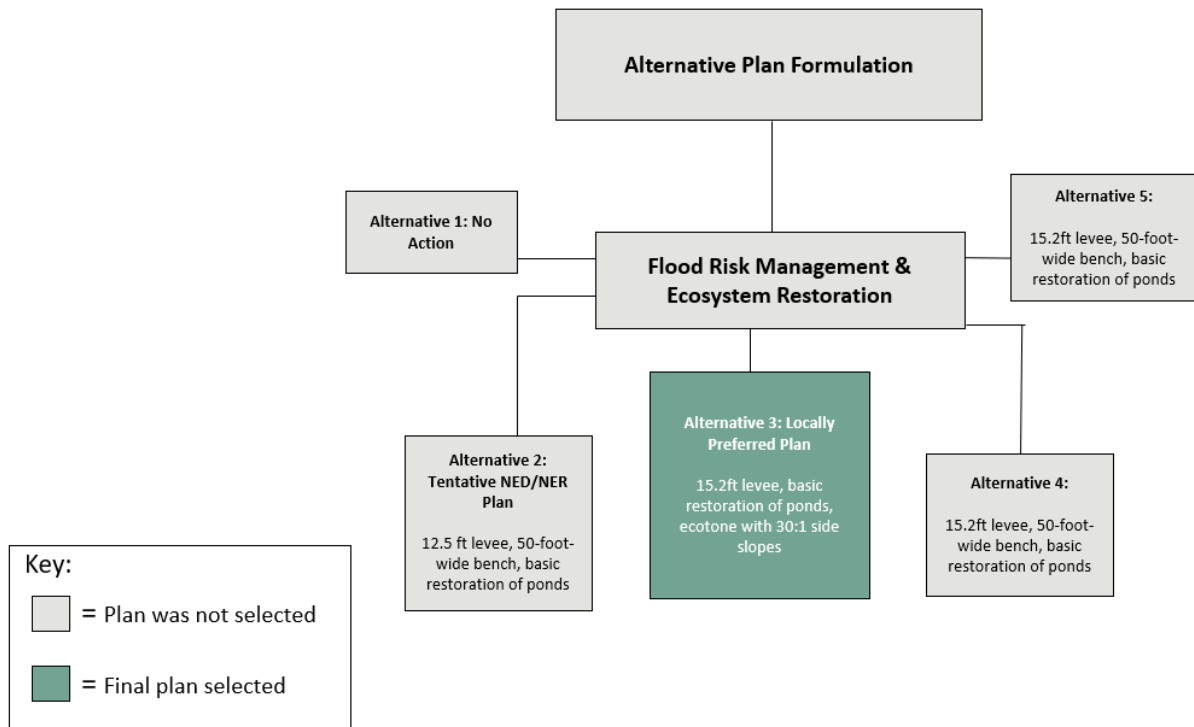 Alternative Plan Formulation
Alternative 1: No
Action
Flood Risk Management &
Ecosystem Restoration
Alternative 5:
15.2ft levee, 50-foot-
wide bench, basic
restoration of ponds
Alternative 2:
Tentative NED/NER
Plan
12.5 ft levee, 50-foot-
wide bench, basic
restoration of ponds
Alternative 3: Locally
Preferred Plan
15.2ft levee, basic
restoration of ponds,
ecotone with 30:1 side
slopes
Alternative 4:
15.2ft levee, 50-foot-
wide bench, basic
restoration of ponds
Key:
= Plan was not selected
= Final plan selected